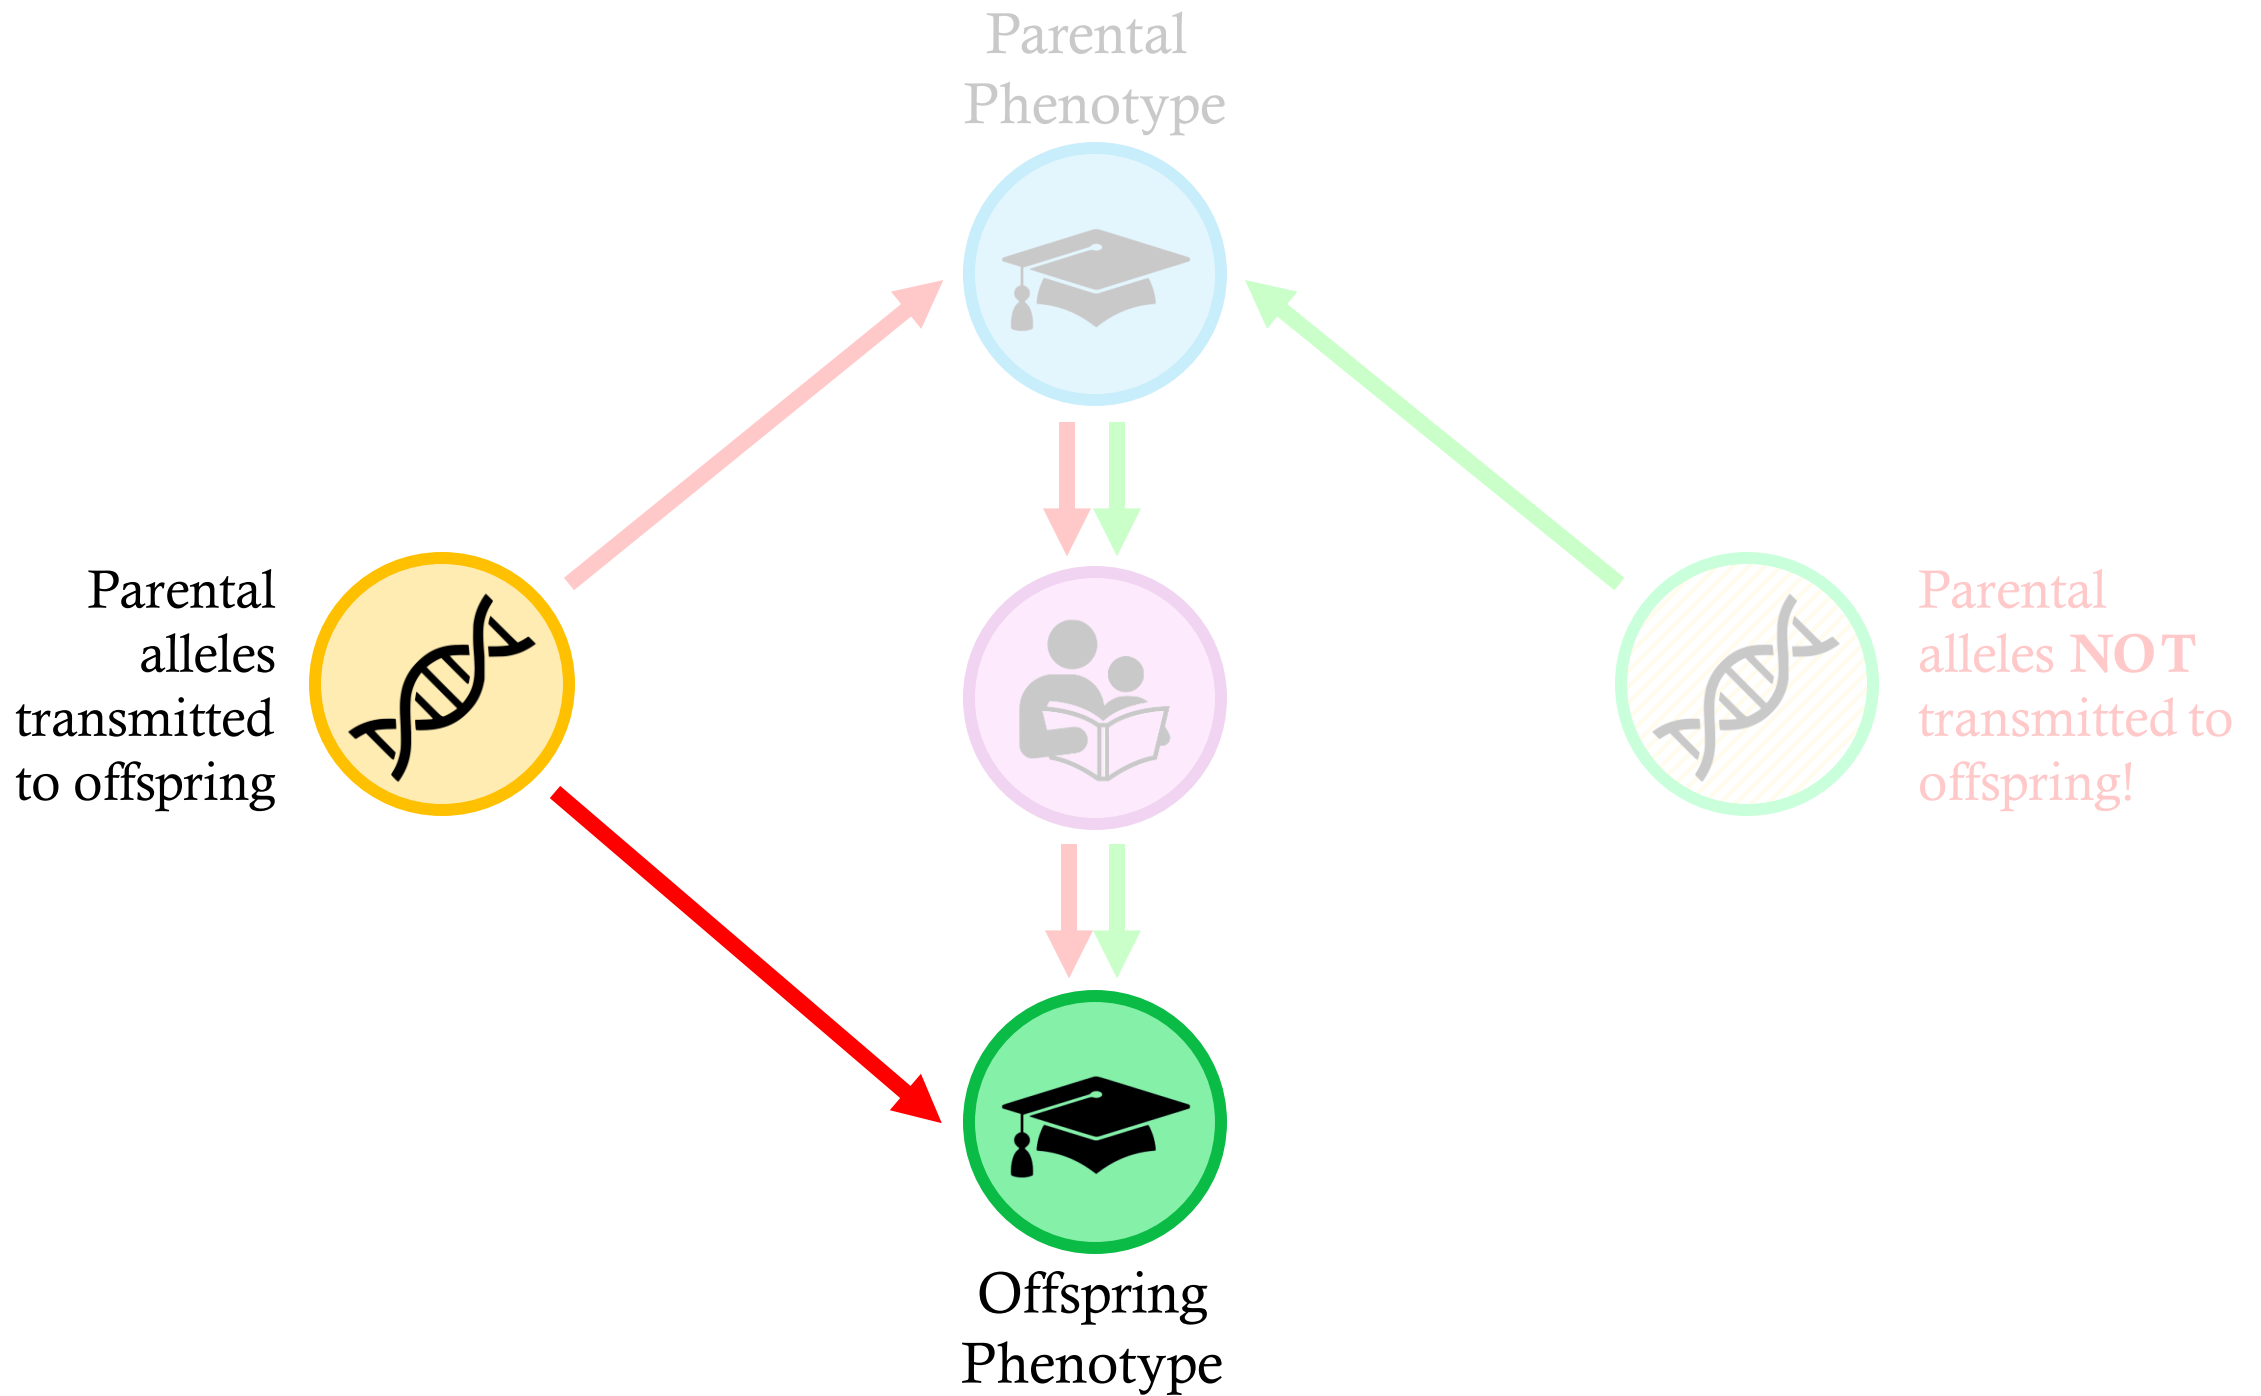 Parental
Phenotype
Parental
alleles
transmitted
to offspring
Parental
alleles NOT
transmitted to
offspring!
Offspring
Phenotype